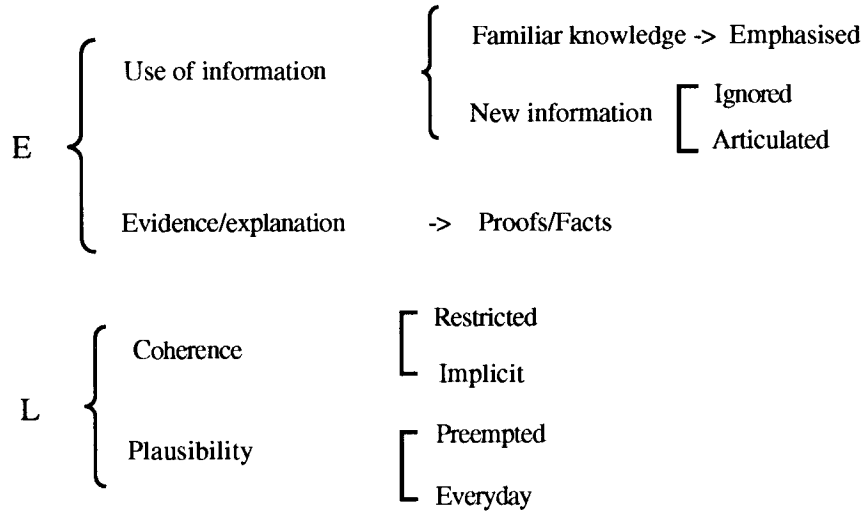 Familiar knowledge -> Emphasised
Use of information
New information
Ignored
Articulated
E
Evidence/explanation -> Proofs/Facts
Restricted
Coherence
Implicit
L
Preempted
Plausibility
Everyday